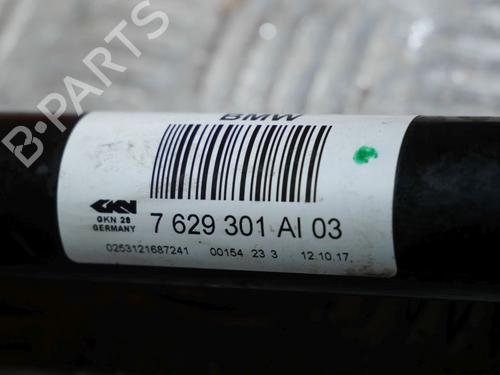 B-PARTS
BMW
GKN
7 629 301 AI 03
GKN 28
GERMANY
0253121687241 00154 23 3 12.10.17.